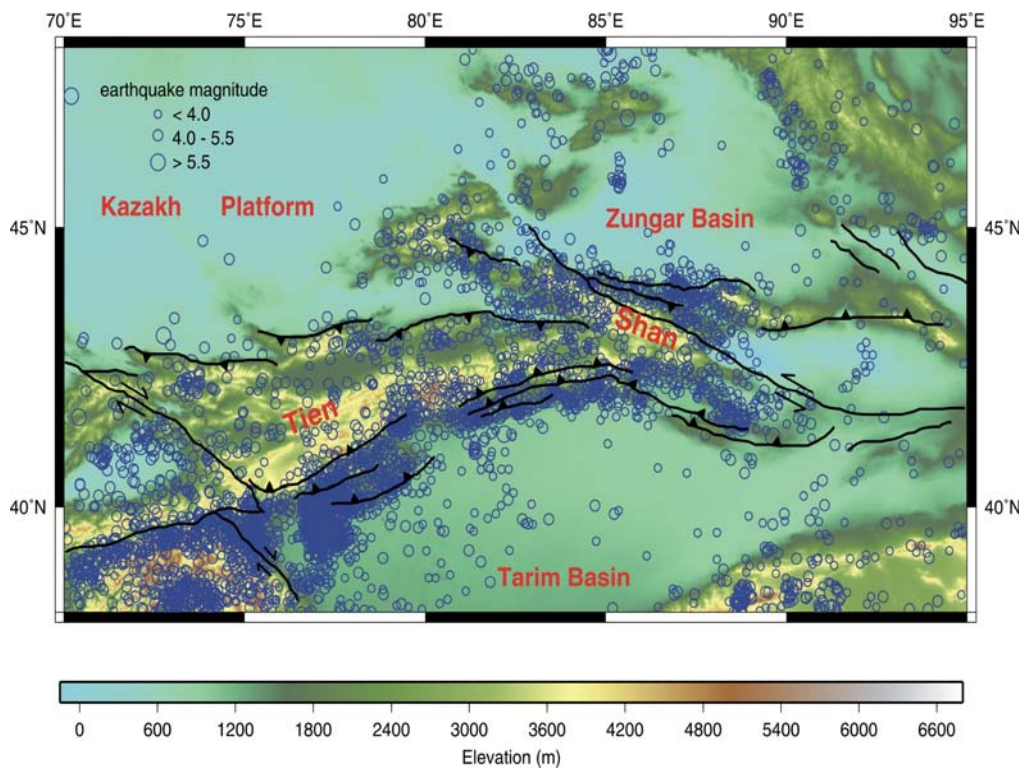 70°E 75°E 80°E 85°E 90°E 95°E
earthquake magnitude
< 4.0
4.0 - 5.5
> 5.5
Kazakh Platform
Zungar Basin
45°N 45°N
Shan
Tien
40°N 40°N
Tarim Basin
0 600 1200 1800 2400 3000 3600 4200 4800 5400 6000 6600
Elevation (m)